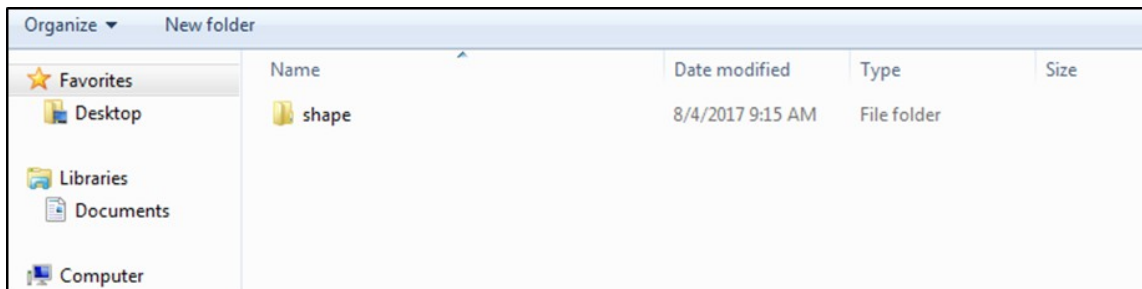 Organize New folder
Favorites
Desktop
Libraries
Documents
Computer
Name Date modified Type Size
shape 8/4/2017 9:15 AM File folder